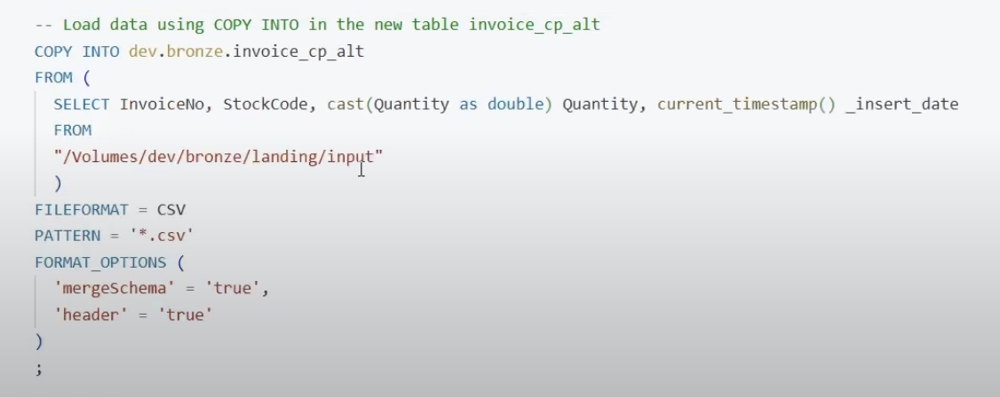 -- Load data using COPY INTO in the new table invoice_cp_alt
COPY INTO dev.bronze.invoice_cp_alt
FROM (
SELECT InvoiceNo, StockCode, cast(Quantity as double) Quantity, current_timestamp() _insert_date
FROM
"/Volumes/dev/bronze/landing/input"
)
FILEFORMAT = CSV
PATTERN = '*.csv'
FORMAT_OPTIONS (
'mergeSchema' = 'true',
'header' = 'true'
)
;